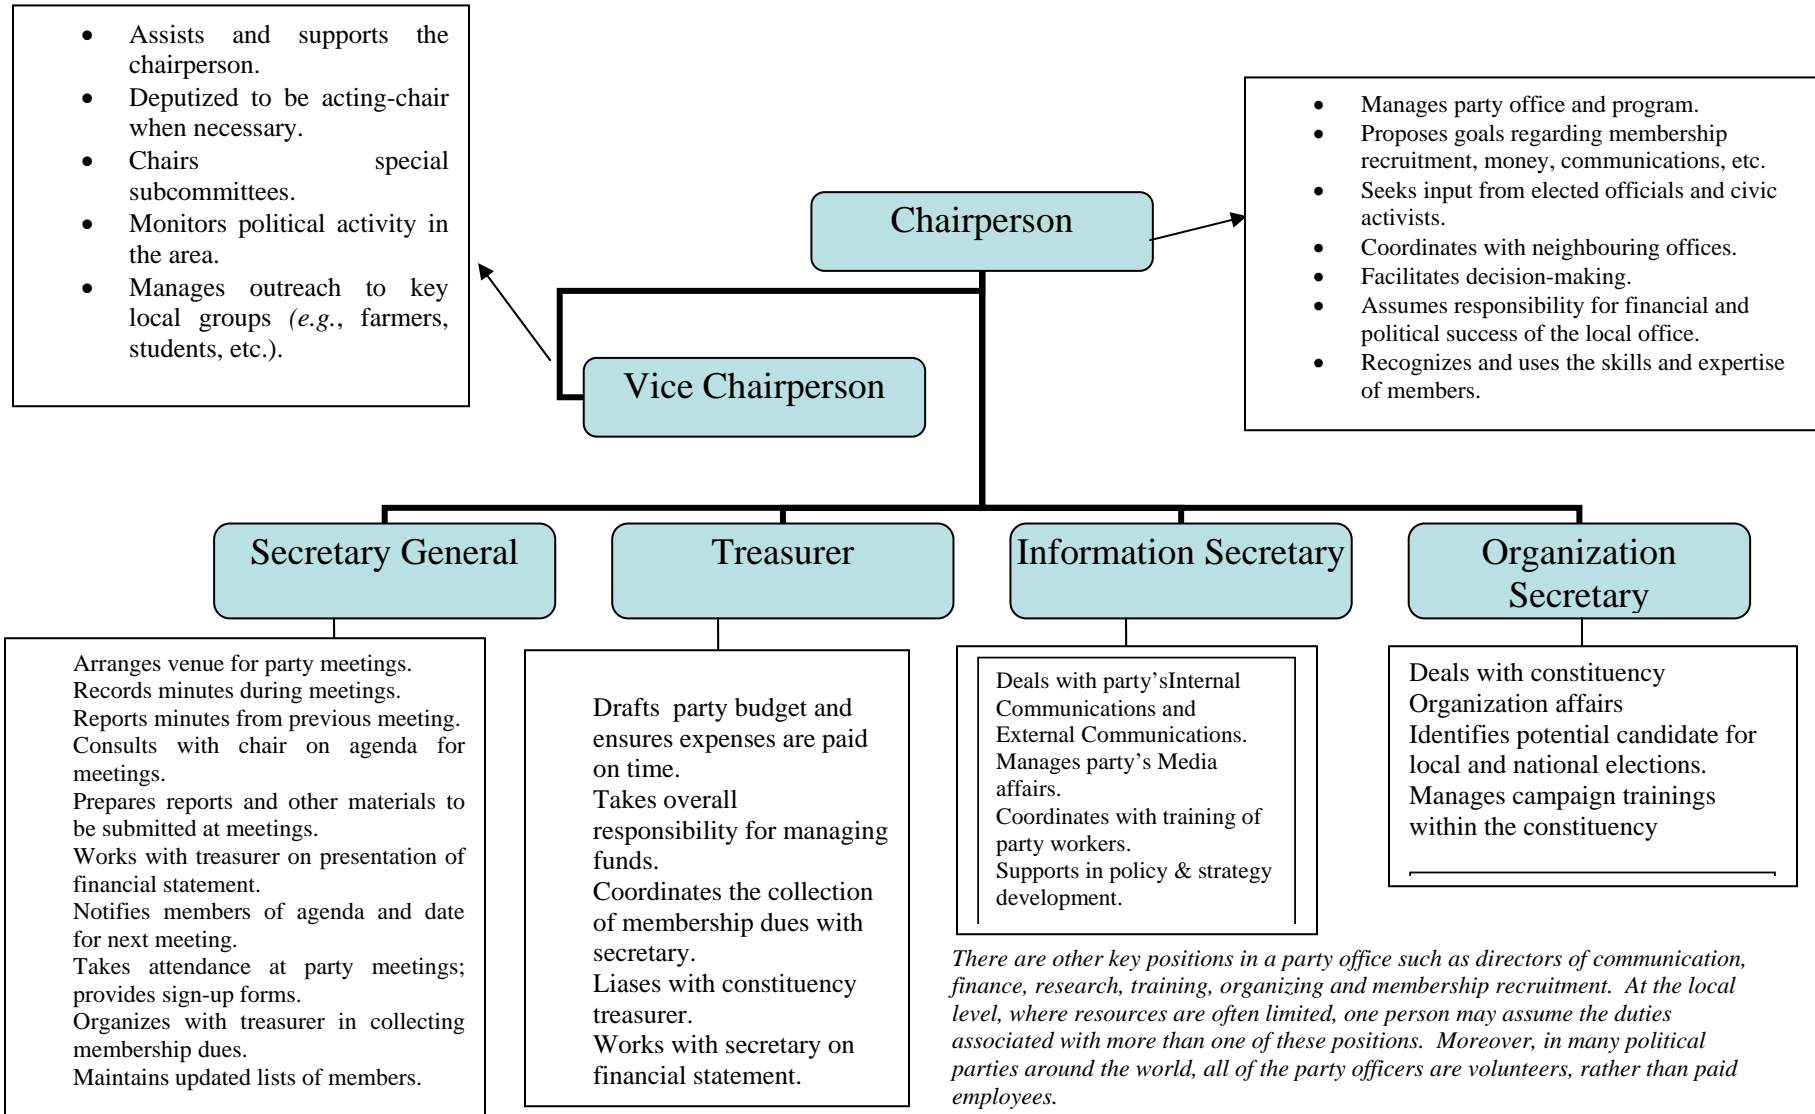 • Assists and supports the
chairperson.
• Deputized to be acting-chair
when necessary.
• Chairs special
subcommittees.
• Monitors political activity in
the area.
• Manages outreach to key
local groups (e.g., farmers,
students, etc.).
• Manages party office and program.
• Proposes goals regarding membership
recruitment, money, communications, etc.
• Seeks input from elected officials and civic
activists.
• Coordinates with neighbouring offices.
• Facilitates decision-making.
• Assumes responsibility for financial and
political success of the local office.
• Recognizes and uses the skills and expertise
of members.
Chairperson
Vice Chairperson
Secretary General
Treasurer
Information Secretary
Organization
Secretary
Arranges venue for party meetings.
Records minutes during meetings.
Reports minutes from previous meeting.
Consults with chair on agenda for
meetings.
Prepares reports and other materials to
be submitted at meetings.
Works with treasurer on presentation of
financial statement.
Notifies members of agenda and date
for next meeting.
Takes attendance at party meetings;
provides sign-up forms.
Organizes with treasurer in collecting
membership dues.
Maintains updated lists of members.
Drafts party budget and
ensures expenses are paid
on time.
Takes overall
responsibility for managing
funds.
Coordinates the collection
of membership dues with
secretary.
Liases with constituency
treasurer.
Works with secretary on
financial statement.
Deals with party'sInternal
Communications and
External Communications.
Manages party's Media
affairs.
Coordinates with training of
party workers.
Supports in policy & strategy
development.
Deals with constituency
Organization affairs
Identifies potential candidate for
local and national elections.
Manages campaign trainings
within the constituency
There are other key positions in a party office such as directors of communication,
finance, research, training, organizing and membership recruitment. At the local
level, where resources are often limited, one person may assume the duties
associated with more than one of these positions. Moreover, in many political
parties around the world, all of the party officers are volunteers, rather than paid
employees.